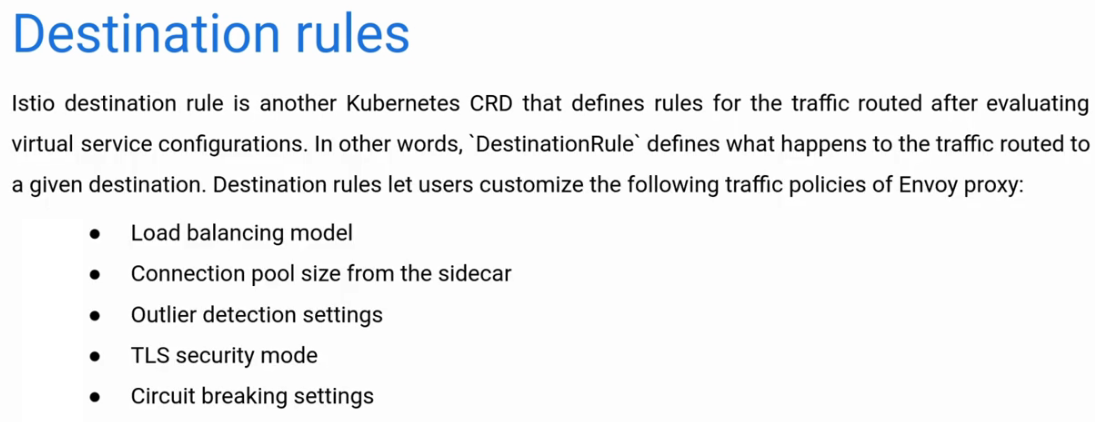 Destination rules
Istio destination rule is another Kubernetes CRD that defines rules for the traffic routed after evaluating
virtual service configurations. In other words, `DestinationRule` defines what happens to the traffic routed to
a given destination. Destination rules let users customize the following traffic policies of Envoy proxy:
● Load balancing model
● Connection pool size from the sidecar
● Outlier detection settings
● TLS security mode
● Circuit breaking settings